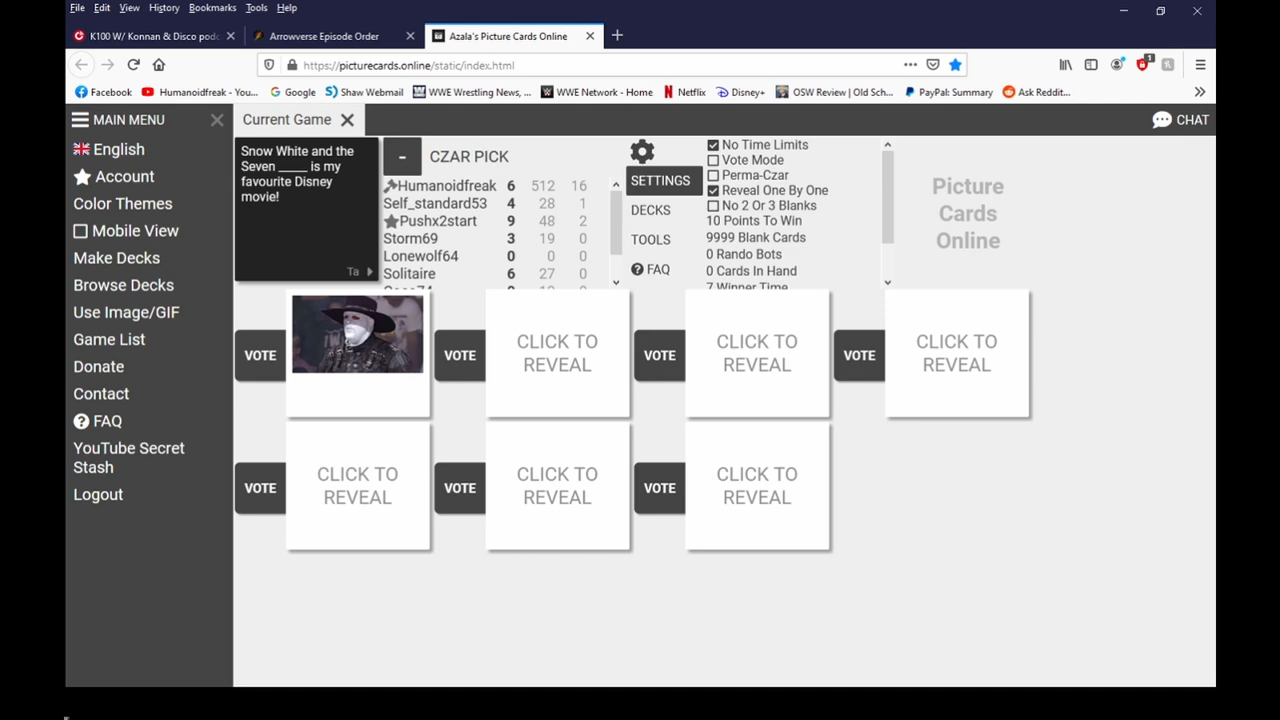 File Edit View History Bookmarks Tools Help
K100 W/ Konnan & Disco podc
Arrowverse Episode Order
Azala's Picture Cards Online
https://picturecards.online/static/index.html
1
Facebook
Humanoidfreak - You...
Google
Shaw Webmail
WWE Wrestling News, ...
WWE Network - Home
Netflix
Disney+
OSW Review | Old Sch...
PayPal: Summary
Ask Reddit...
MAIN MENU
Current Game
CHAT
English
Account
Color Themes
Mobile View
Make Decks
Browse Decks
Use Image/GIF
Game List
Donate
Contact
FAQ
YouTube Secret
Stash
Logout
Snow White and the
Seven _____ is my
favourite Disney
movie!
Ta
- CZAR PICK
Humanoidfreak 6 512 16
Self_standard53 4 28 1
Pushx2start 9 48 2
Storm69 3 19 0
Lonewolf64 0 0 0
Solitaire 6 27 0
SETTINGS
DECKS
TOOLS
FAQ
No Time Limits
Vote Mode
Perma-Czar
Reveal One By One
No 2 Or 3 Blanks
10 Points To Win
9999 Blank Cards
0 Rando Bots
0 Cards In Hand
7 Winner Time
Picture
Cards
Online
VOTE
VOTE
CLICK TO
REVEAL
VOTE
CLICK TO
REVEAL
VOTE
CLICK TO
REVEAL
VOTE
CLICK TO
REVEAL
VOTE
CLICK TO
REVEAL
VOTE
CLICK TO
REVEAL